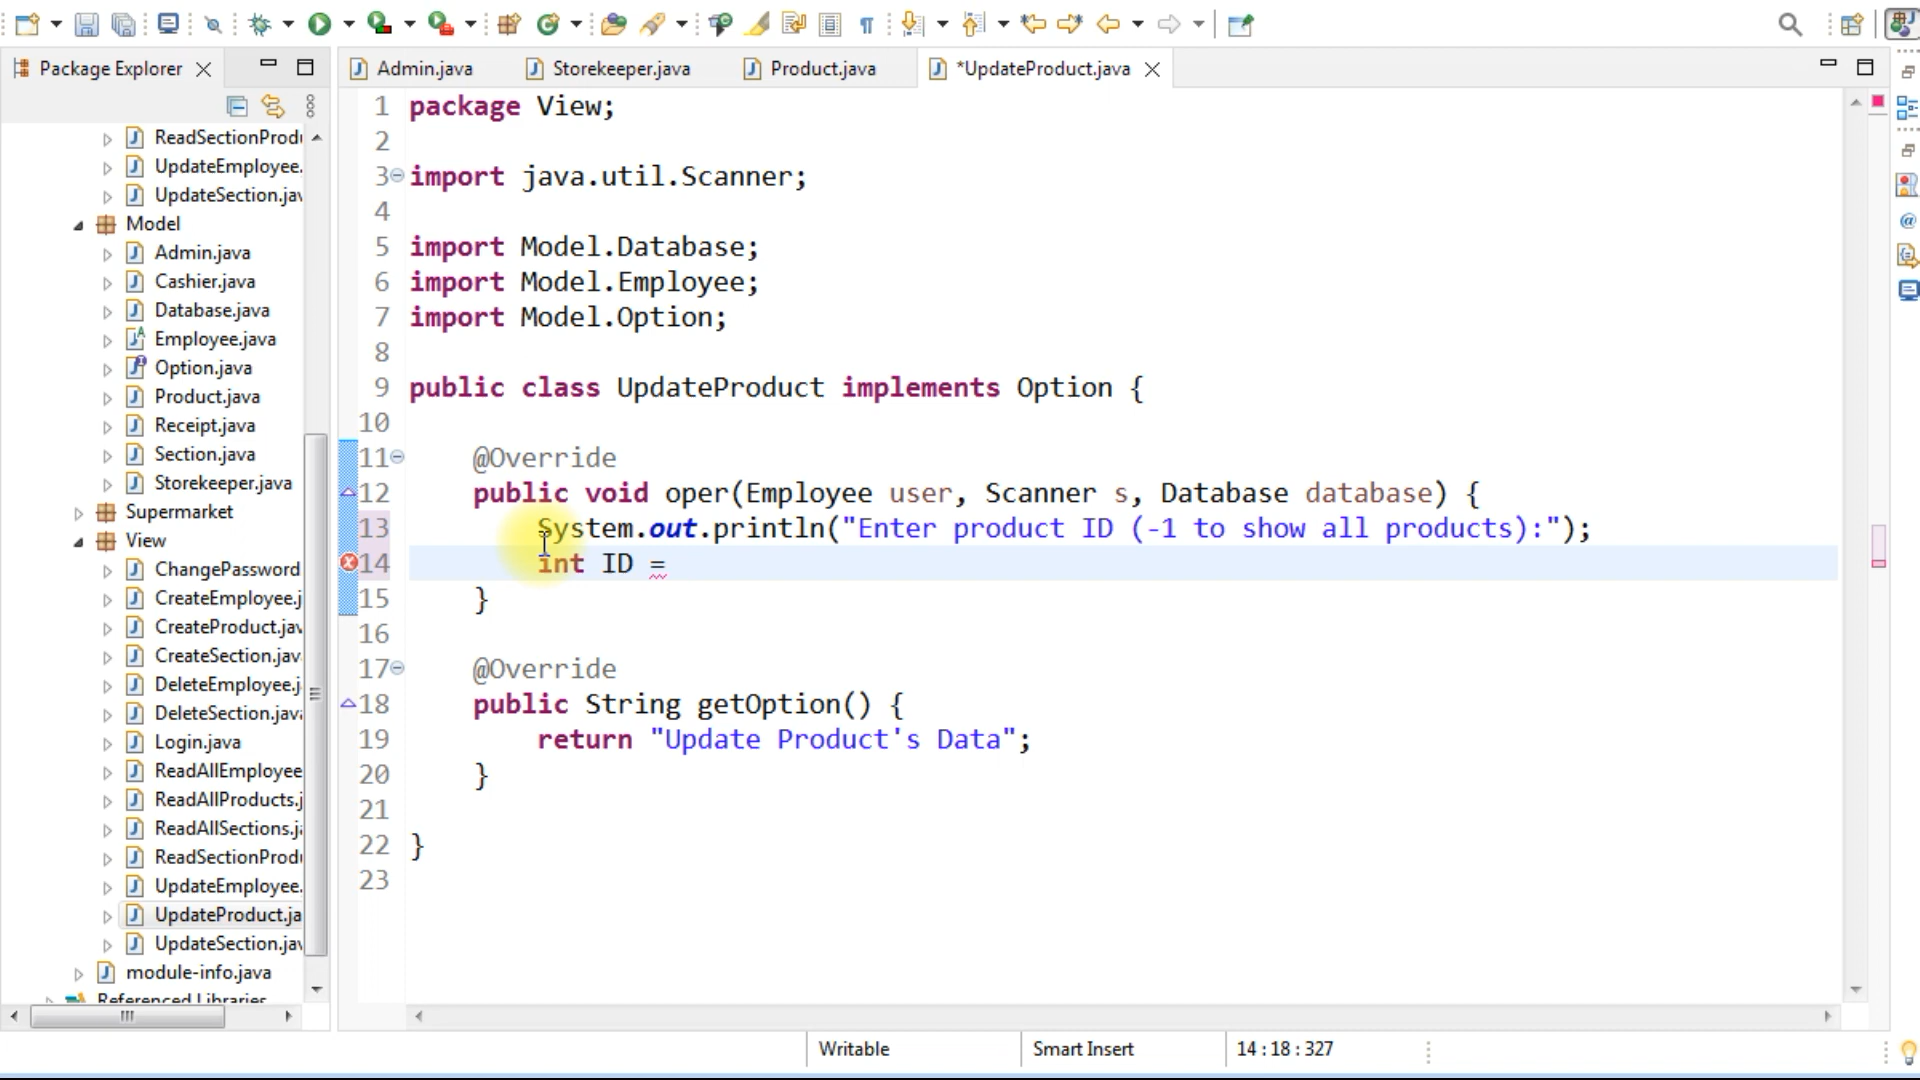 Package Explorer
Admin.java
Storekeeper.java
Product.java
*UpdateProduct.java
ReadSectionProdu
UpdateEmployee.
UpdateSection.jav
Model
Admin.java
Cashier.java
Database.java
Employee.java
Option.java
Product.java
Receipt.java
Section.java
Storekeeper.java
Supermarket
View
ChangePassword
CreateEmployee.j
CreateProduct.jav
CreateSection.jav
DeleteEmployee.j
DeleteSection.java
Login.java
ReadAllEmployee
ReadAllProducts.j
ReadAllSections.ja
ReadSectionProdu
UpdateEmployee.
UpdateProduct.ja
UpdateSection.jav
module-info.java
Referenced Libraries
1 package View;
2
3 import java.util.Scanner;
4
5 import Model.Database;
6 import Model.Employee;
7 import Model.Option;
8
9 public class UpdateProduct implements Option {
10
11 @Override
12 public void oper(Employee user, Scanner s, Database database) {
13 System.out.println("Enter product ID (-1 to show all products):");
14 int ID =
15 }
16
17 @Override
18 public String getOption() {
19 return "Update Product's Data";
20 }
21
22 }
23
Writable
Smart Insert
14 : 18 : 327